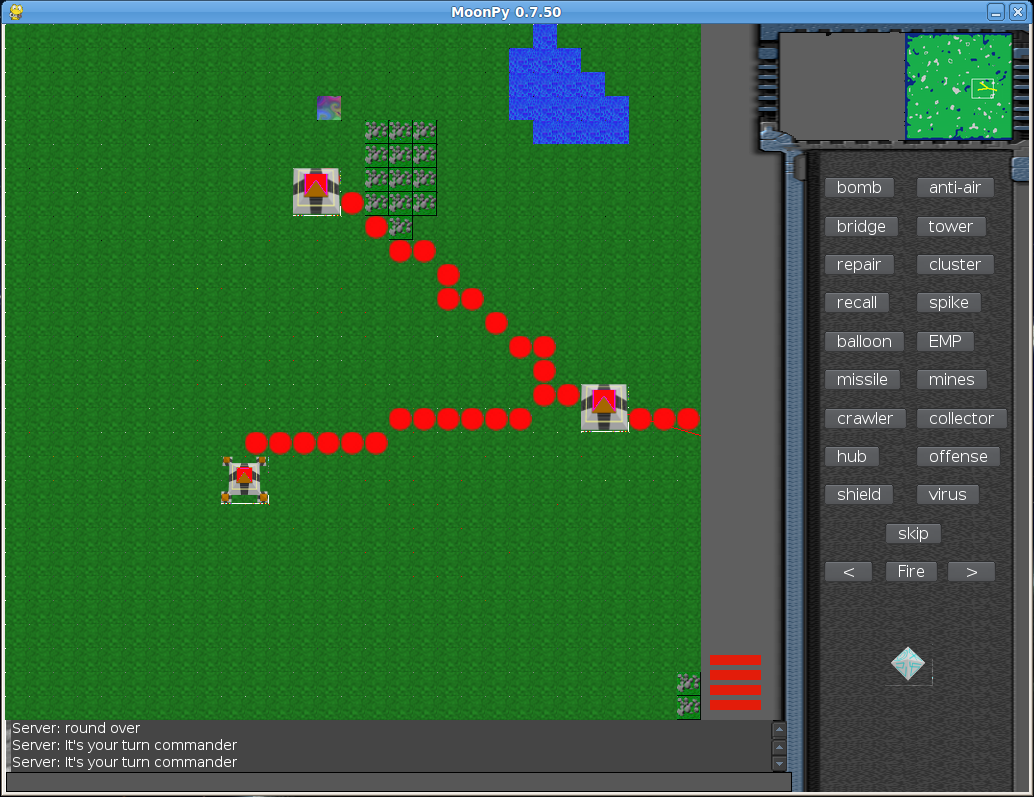 MoonPy 0.7.50
bomb anti-air
bridge tower
repair cluster
recall spike
balloon EMP
missile mines
crawler collector
hub offense
shield virus
skip
< Fire >
Server: round over
Server: It's your turn commander
Server: It's your turn commander